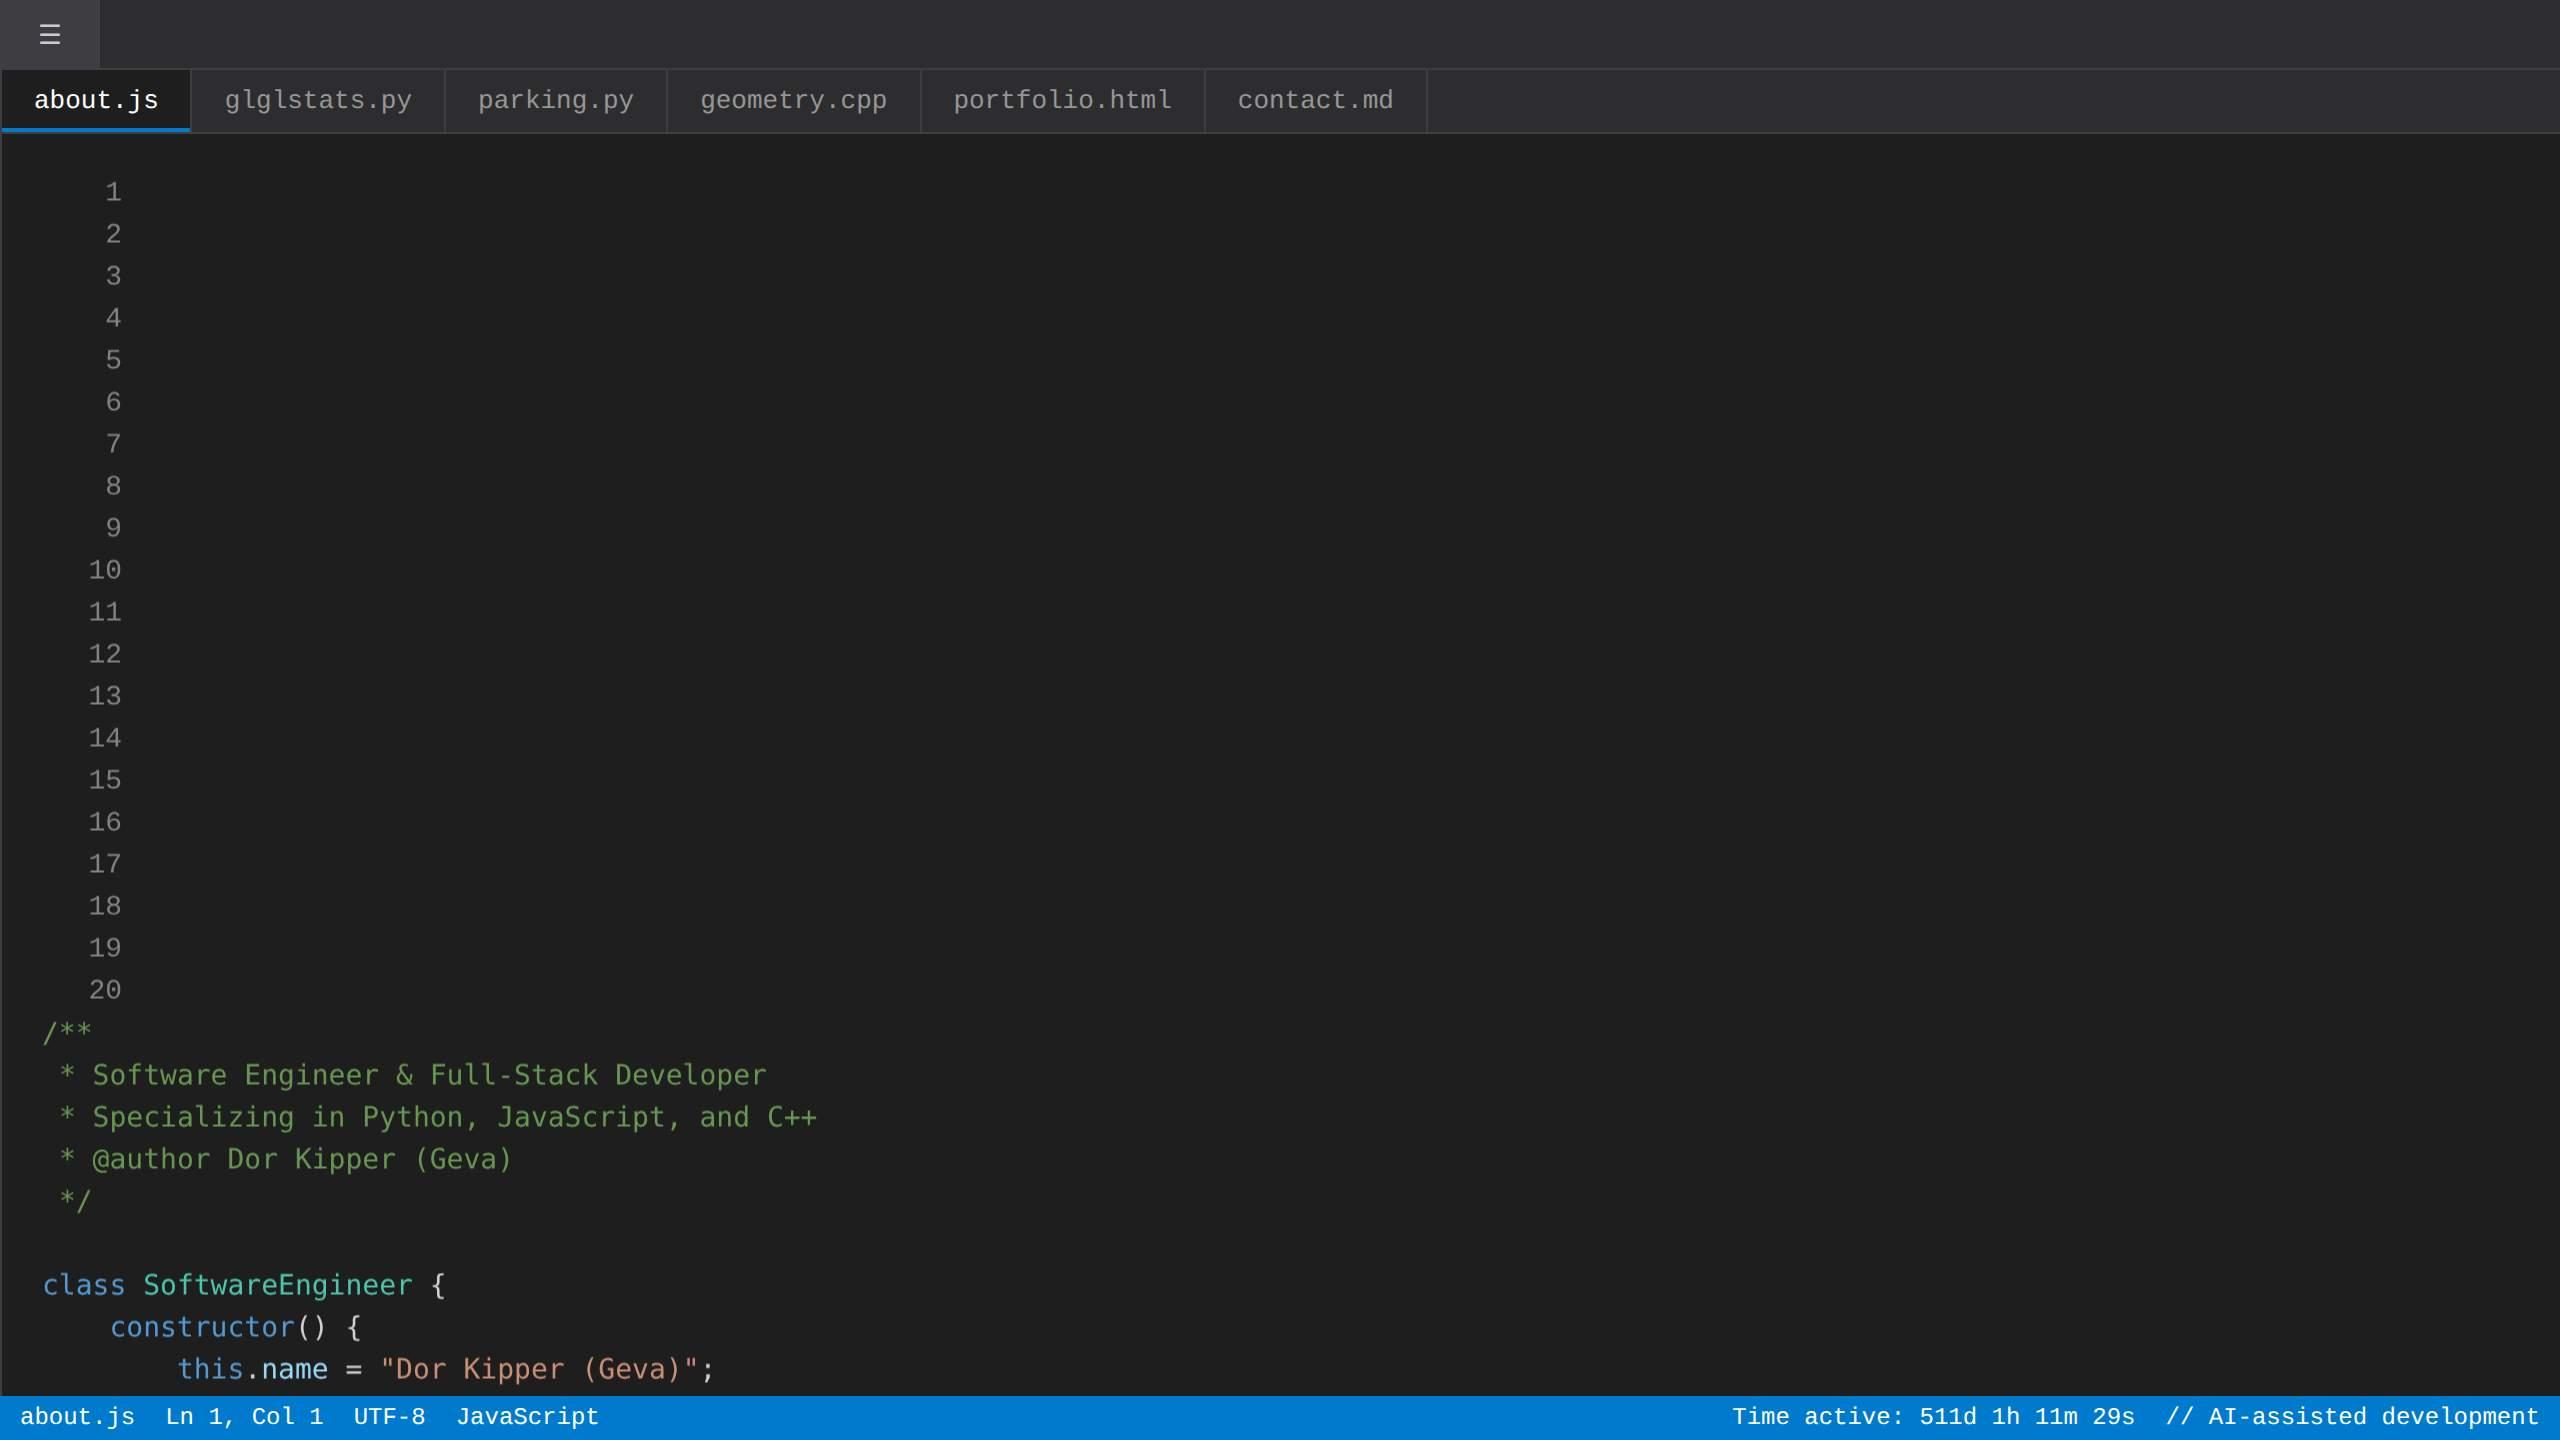 ☰
about.js glglstats.py parking.py geometry.cpp portfolio.html contact.md
1
2
3
4
5
6
7
8
9
10
11
12
13
14
15
16
17
18
19
20
/**
 * Software Engineer & Full-Stack Developer
 * Specializing in Python, JavaScript, and C++
 * @author Dor Kipper (Geva)
 */
class SoftwareEngineer {
    constructor() {
        this.name = "Dor Kipper (Geva)";
about.js Ln 1, Col 1 UTF-8 JavaScript Time active: 511d 1h 11m 29s // AI-assisted development